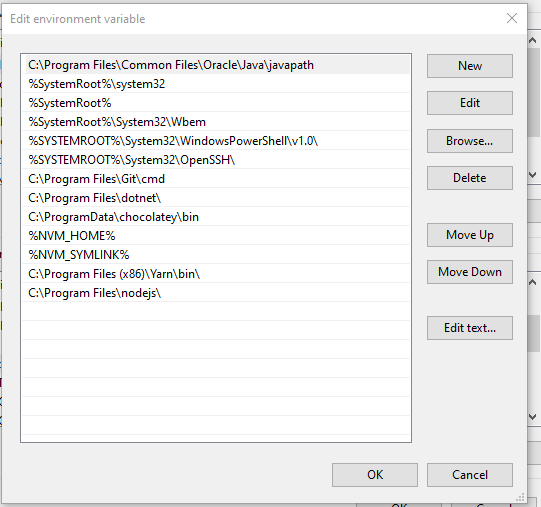 Edit environment variable
C:\Program Files\Common Files\Oracle\Java\javapath
%SystemRoot%\system32
%SystemRoot%
%SystemRoot%\System32\Wbem
%SYSTEMROOT%\System32\WindowsPowerShell\v1.0\
%SYSTEMROOT%\System32\OpenSSH\
C:\Program Files\Git\cmd
C:\Program Files\dotnet\
C:\ProgramData\chocolatey\bin
%NVM_HOME%
%NVM_SYMLINK%
C:\Program Files (x86)\Yarn\bin\
C:\Program Files\nodejs\
New
Edit
Browse...
Delete
Move Up
Move Down
Edit text...
OK
Cancel